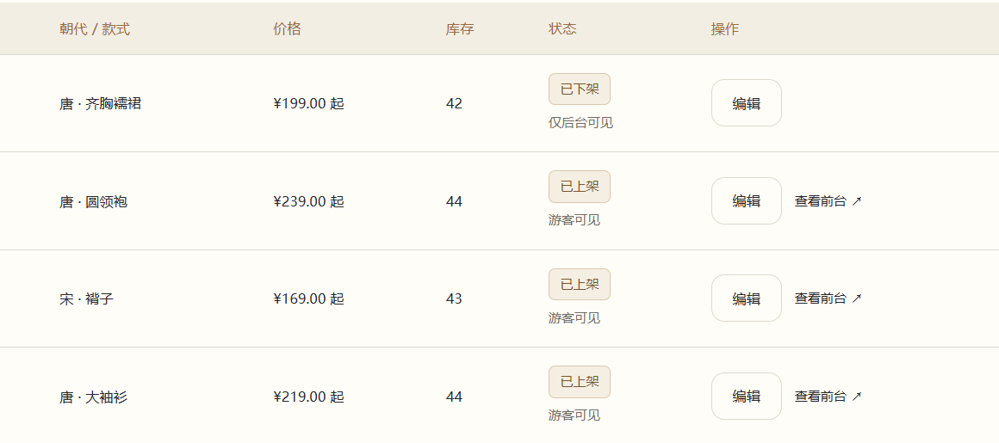 朝代 / 款式 价格 库存 状态 操作
唐 · 齐胸襦裙 ¥199.00 起 42 已下架 编辑
仅后台可见
唐 · 圆领袍 ¥239.00 起 44 已上架 编辑 查看前台 ↗
游客可见
宋 · 褙子 ¥169.00 起 43 已上架 编辑 查看前台 ↗
游客可见
唐 · 大袖衫 ¥219.00 起 44 已上架 编辑 查看前台 ↗
游客可见